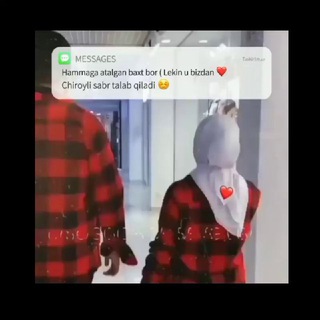 MESSAGES
Hammaga atalgan baxt bor ( Lekin u bizdan ❤️
Chiroyli sabr talab qiladi ☺️